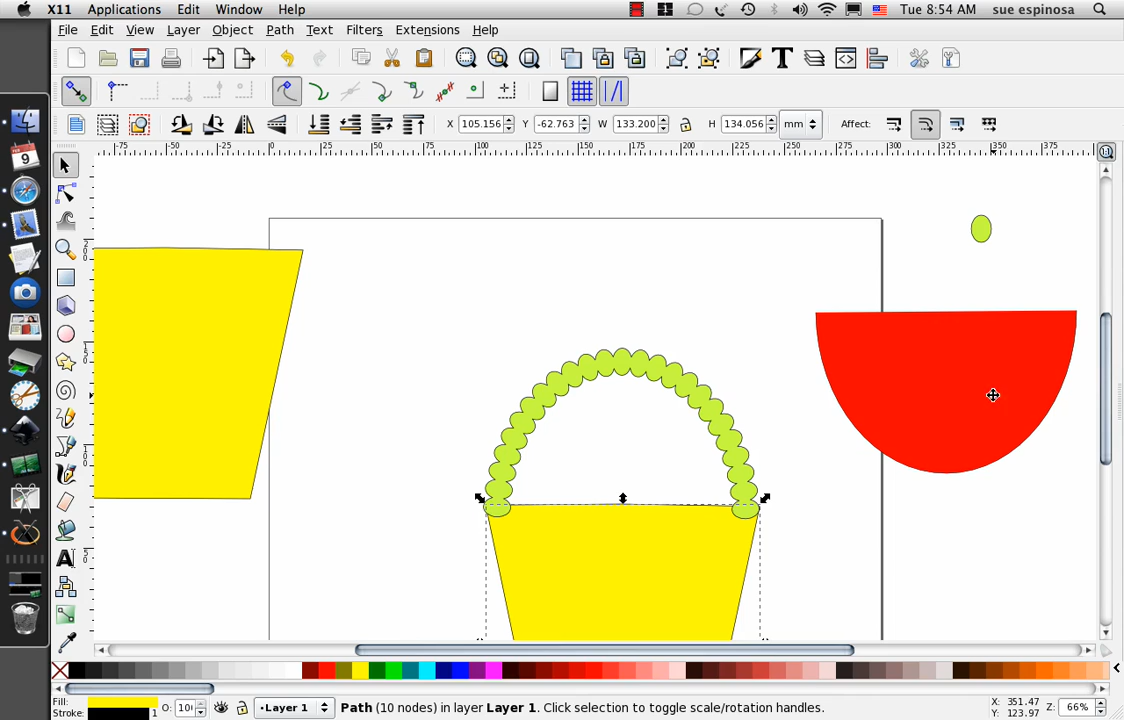 X11 Applications Edit Window Help Tue 8:54 AM sue espinosa
File Edit View Layer Object Path Text Filters Extensions Help
X 105.156 Y -62.763 W 133.200 H 134.056 mm Affect:
-75 -50 -25 0 25 50 75 100 125 150 175 200 225 250 275 300 325 350 375
Fill: Stroke: 1 O: 10 Layer 1 Path (10 nodes) in layer Layer 1. Click selection to toggle scale/rotation handles. X: 351.47 Y: 123.97 Z: 66%